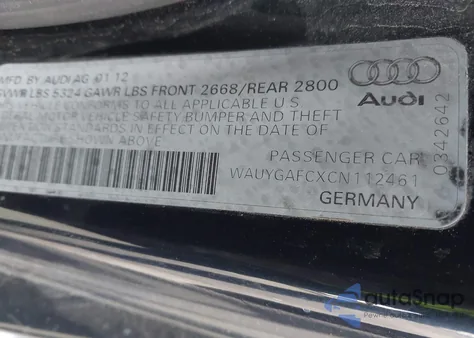 MFD. BY AUDI AG 01 12
GVWR LBS 5324 GAWR LBS FRONT 2668/REAR 2800
CONFORMS TO ALL APPLICABLE U S
MOTOR VEHICLE SAFETY BUMPER AND THEFT
STANDARDS IN EFFECT ON THE DATE OF
SHOWN ABOVE
Audi
PASSENGER CAR
WAUYGAFCXCN112461
GERMANY
0342642
autoSnap